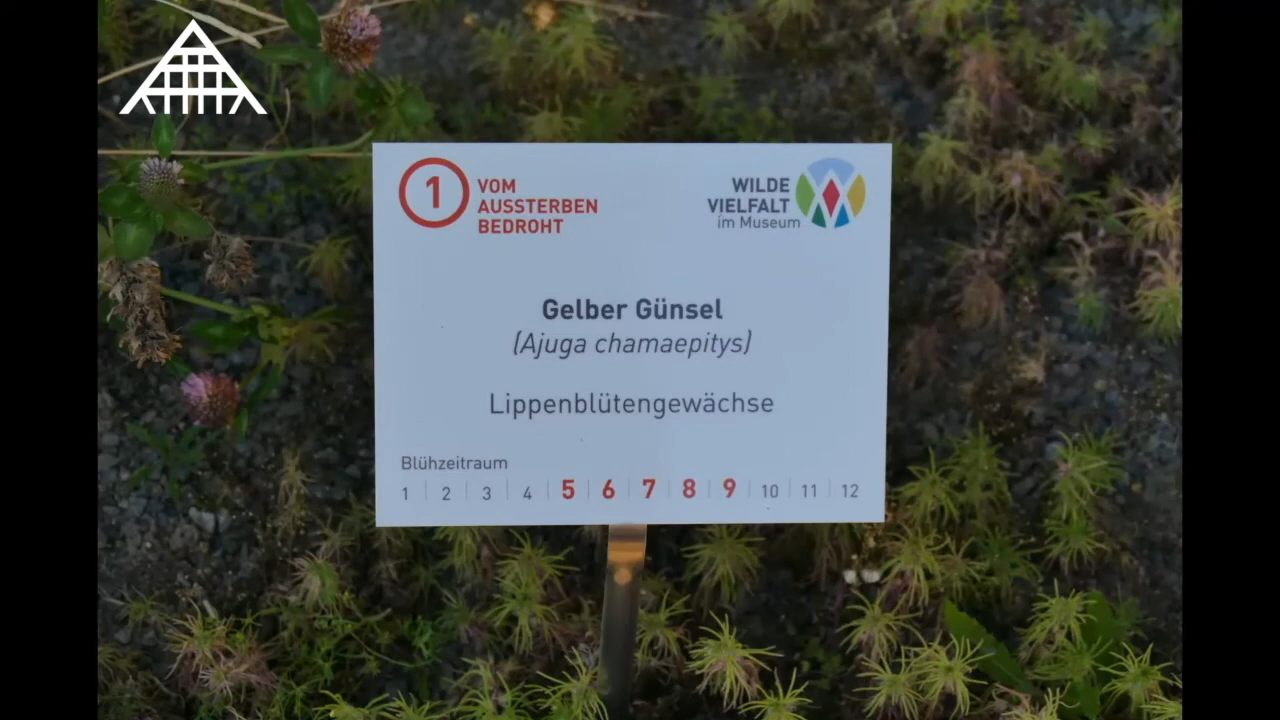 1 VOM
AUSSTERBEN
BEDROHT
WILDE
VIELFALT
im Museum
Gelber Günsel
(Ajuga chamaepitys)
Lippenblütengewächse
Blühzeitraum
1 | 2 | 3 | 4 | 5 | 6 | 7 | 8 | 9 | 10 | 11 | 12